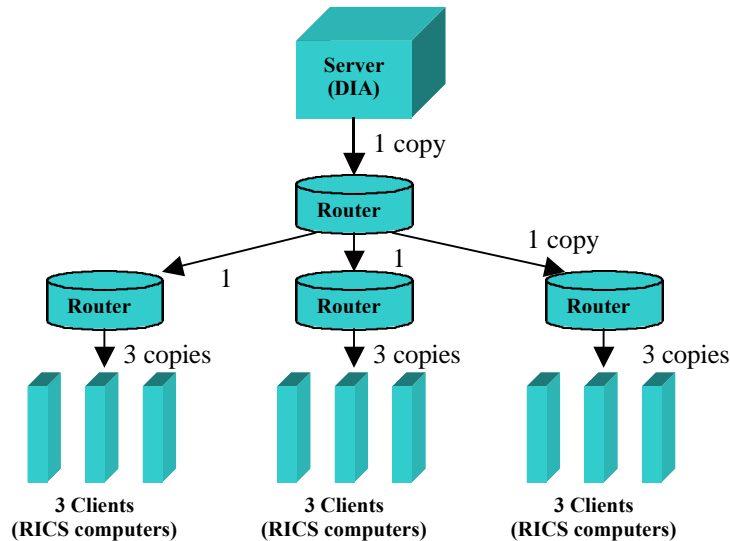 Server
(DIA)
1 copy
Router
1
1
1 copy
Router
Router
Router
3 copies
3 copies
3 copies
3 Clients
(RICS computers)
3 Clients
(RICS computers)
3 Clients
(RICS computers)